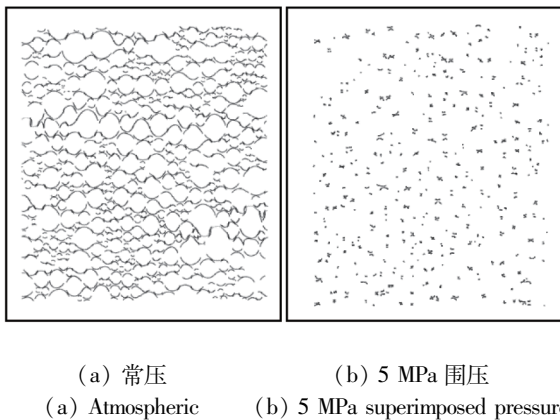 (a) 常压
(b) 5 MPa 围压
(a) Atmospheric
(b) 5 MPa superimposed pressure